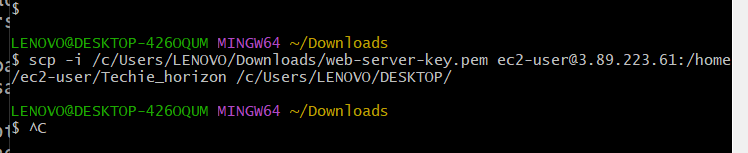 $
LENOVO@DESKTOP-426OQUM MINGW64 ~/Downloads
$ scp -i /c/Users/LENOVO/Downloads/web-server-key.pem ec2-user@3.89.223.61:/home
/ec2-user/Techie_horizon /c/Users/LENOVO/DESKTOP/
LENOVO@DESKTOP-426OQUM MINGW64 ~/Downloads
$ ^C